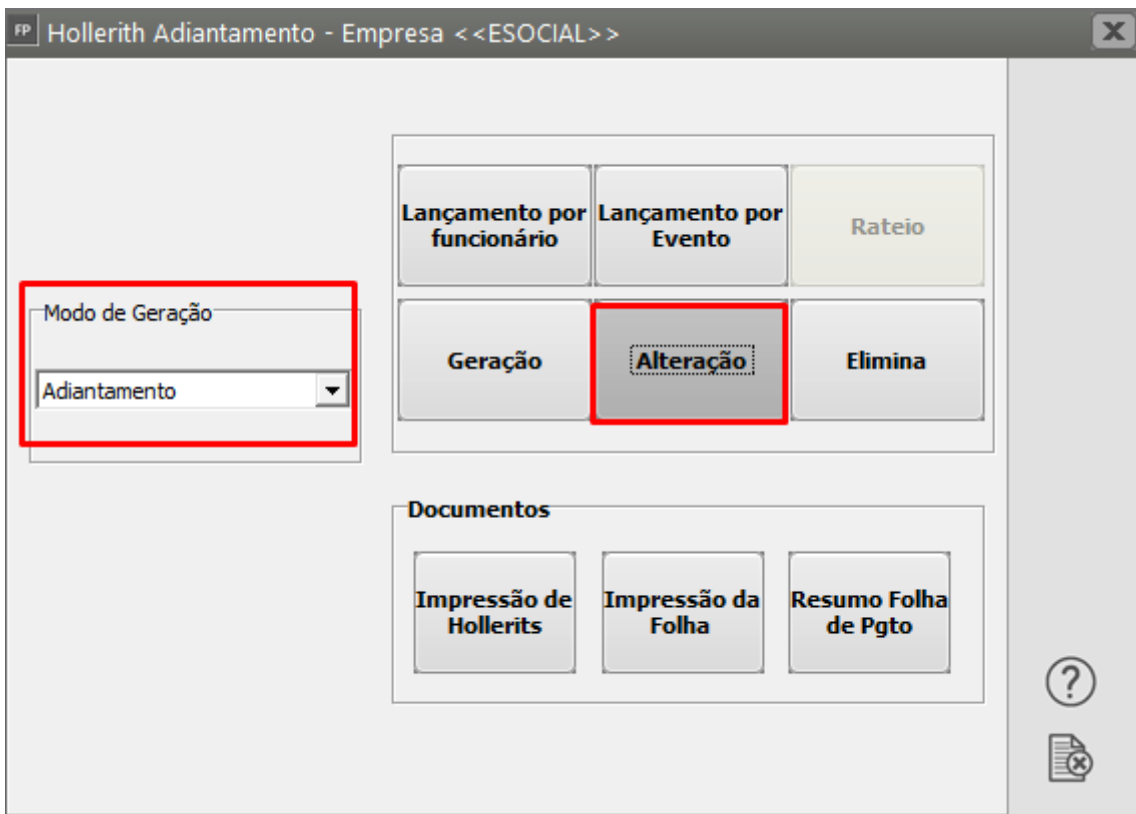 FP Hollerith Adiantamento - Empresa <<ESOCIAL>>
Lançamento por
funcionário
Lançamento por
Evento
Rateio
Modo de Geração
Adiantamento
Geração
Alteração
Elimina
Documentos
Impressão de
Hollerits
Impressão da
Folha
Resumo Folha
de Pgto
?